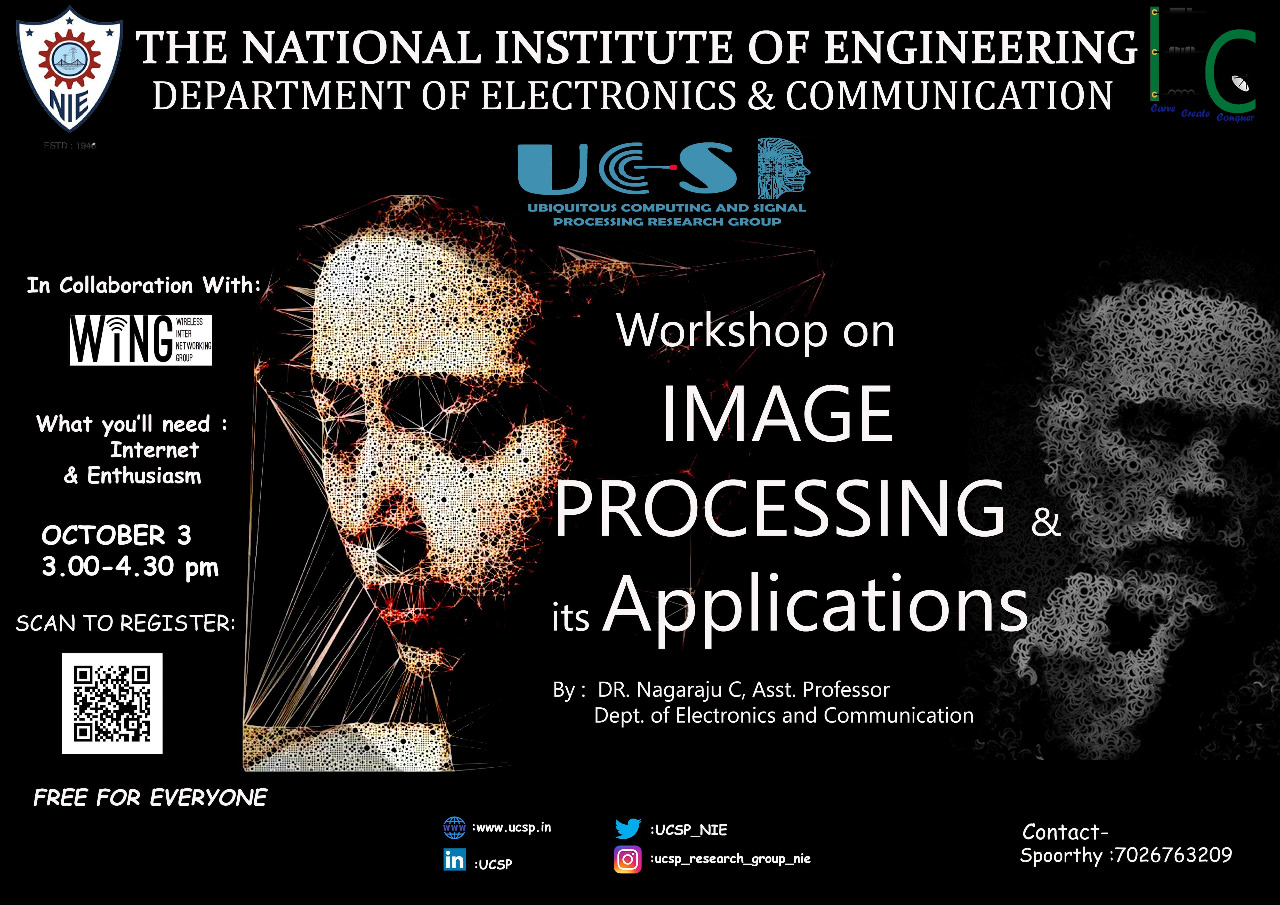 THE NATIONAL INSTITUTE OF ENGINEERING
DEPARTMENT OF ELECTRONICS & COMMUNICATION
NIE
EC
Carve Create Conquer
UCSP
UBIQUITOUS COMPUTING AND SIGNAL
PROCESSING RESEARCH GROUP
In Collaboration With:
WiNG
WIRELESS
INTER
NETWORKING
GROUP
What you'll need :
Internet
& Enthusiasm
OCTOBER 3
3.00-4.30 pm
SCAN TO REGISTER:
FREE FOR EVERYONE
Workshop on
IMAGE
PROCESSING &
its Applications
By : DR. Nagaraju C, Asst. Professor
Dept. of Electronics and Communication
www :www.ucsp.in
in :UCSP
:UCSP_NIE
:ucsp_research_group_nie
Contact-
Spoorthy :7026763209